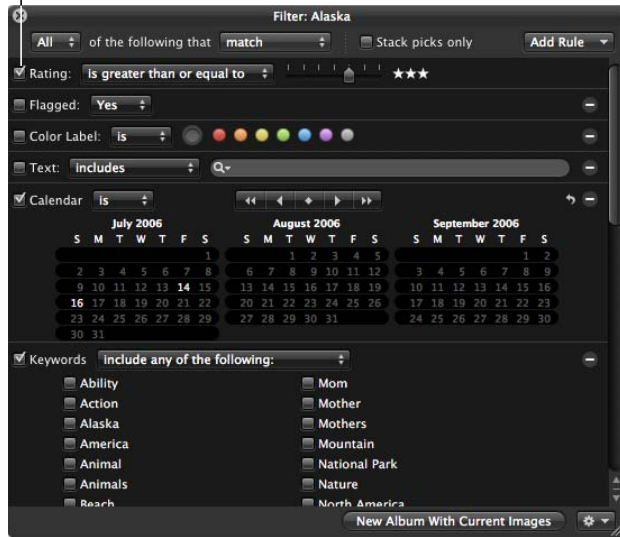 Filter: Alaska
All of the following that match Stack picks only Add Rule
Rating: is greater than or equal to ★★★
Flagged: Yes
Color Label: is
Text: includes
Calendar is
July 2006 August 2006 September 2006
S M T W T F S S M T W T F S S M T W T F S
1 1 2 3 4 5 1 2
2 3 4 5 6 7 8 6 7 8 9 10 11 12 3 4 5 6 7 8 9
9 10 11 12 13 14 15 13 14 15 16 17 18 19 10 11 12 13 14 15 16
16 17 18 19 20 21 22 20 21 22 23 24 25 26 17 18 19 20 21 22 23
23 24 25 26 27 28 29 27 28 29 30 31 24 25 26 27 28 29 30
30 31
Keywords include any of the following:
Ability Mom
Action Mother
Alaska Mothers
America Mountain
Animal National Park
Animals Nature
Beach North America
New Album With Current Images